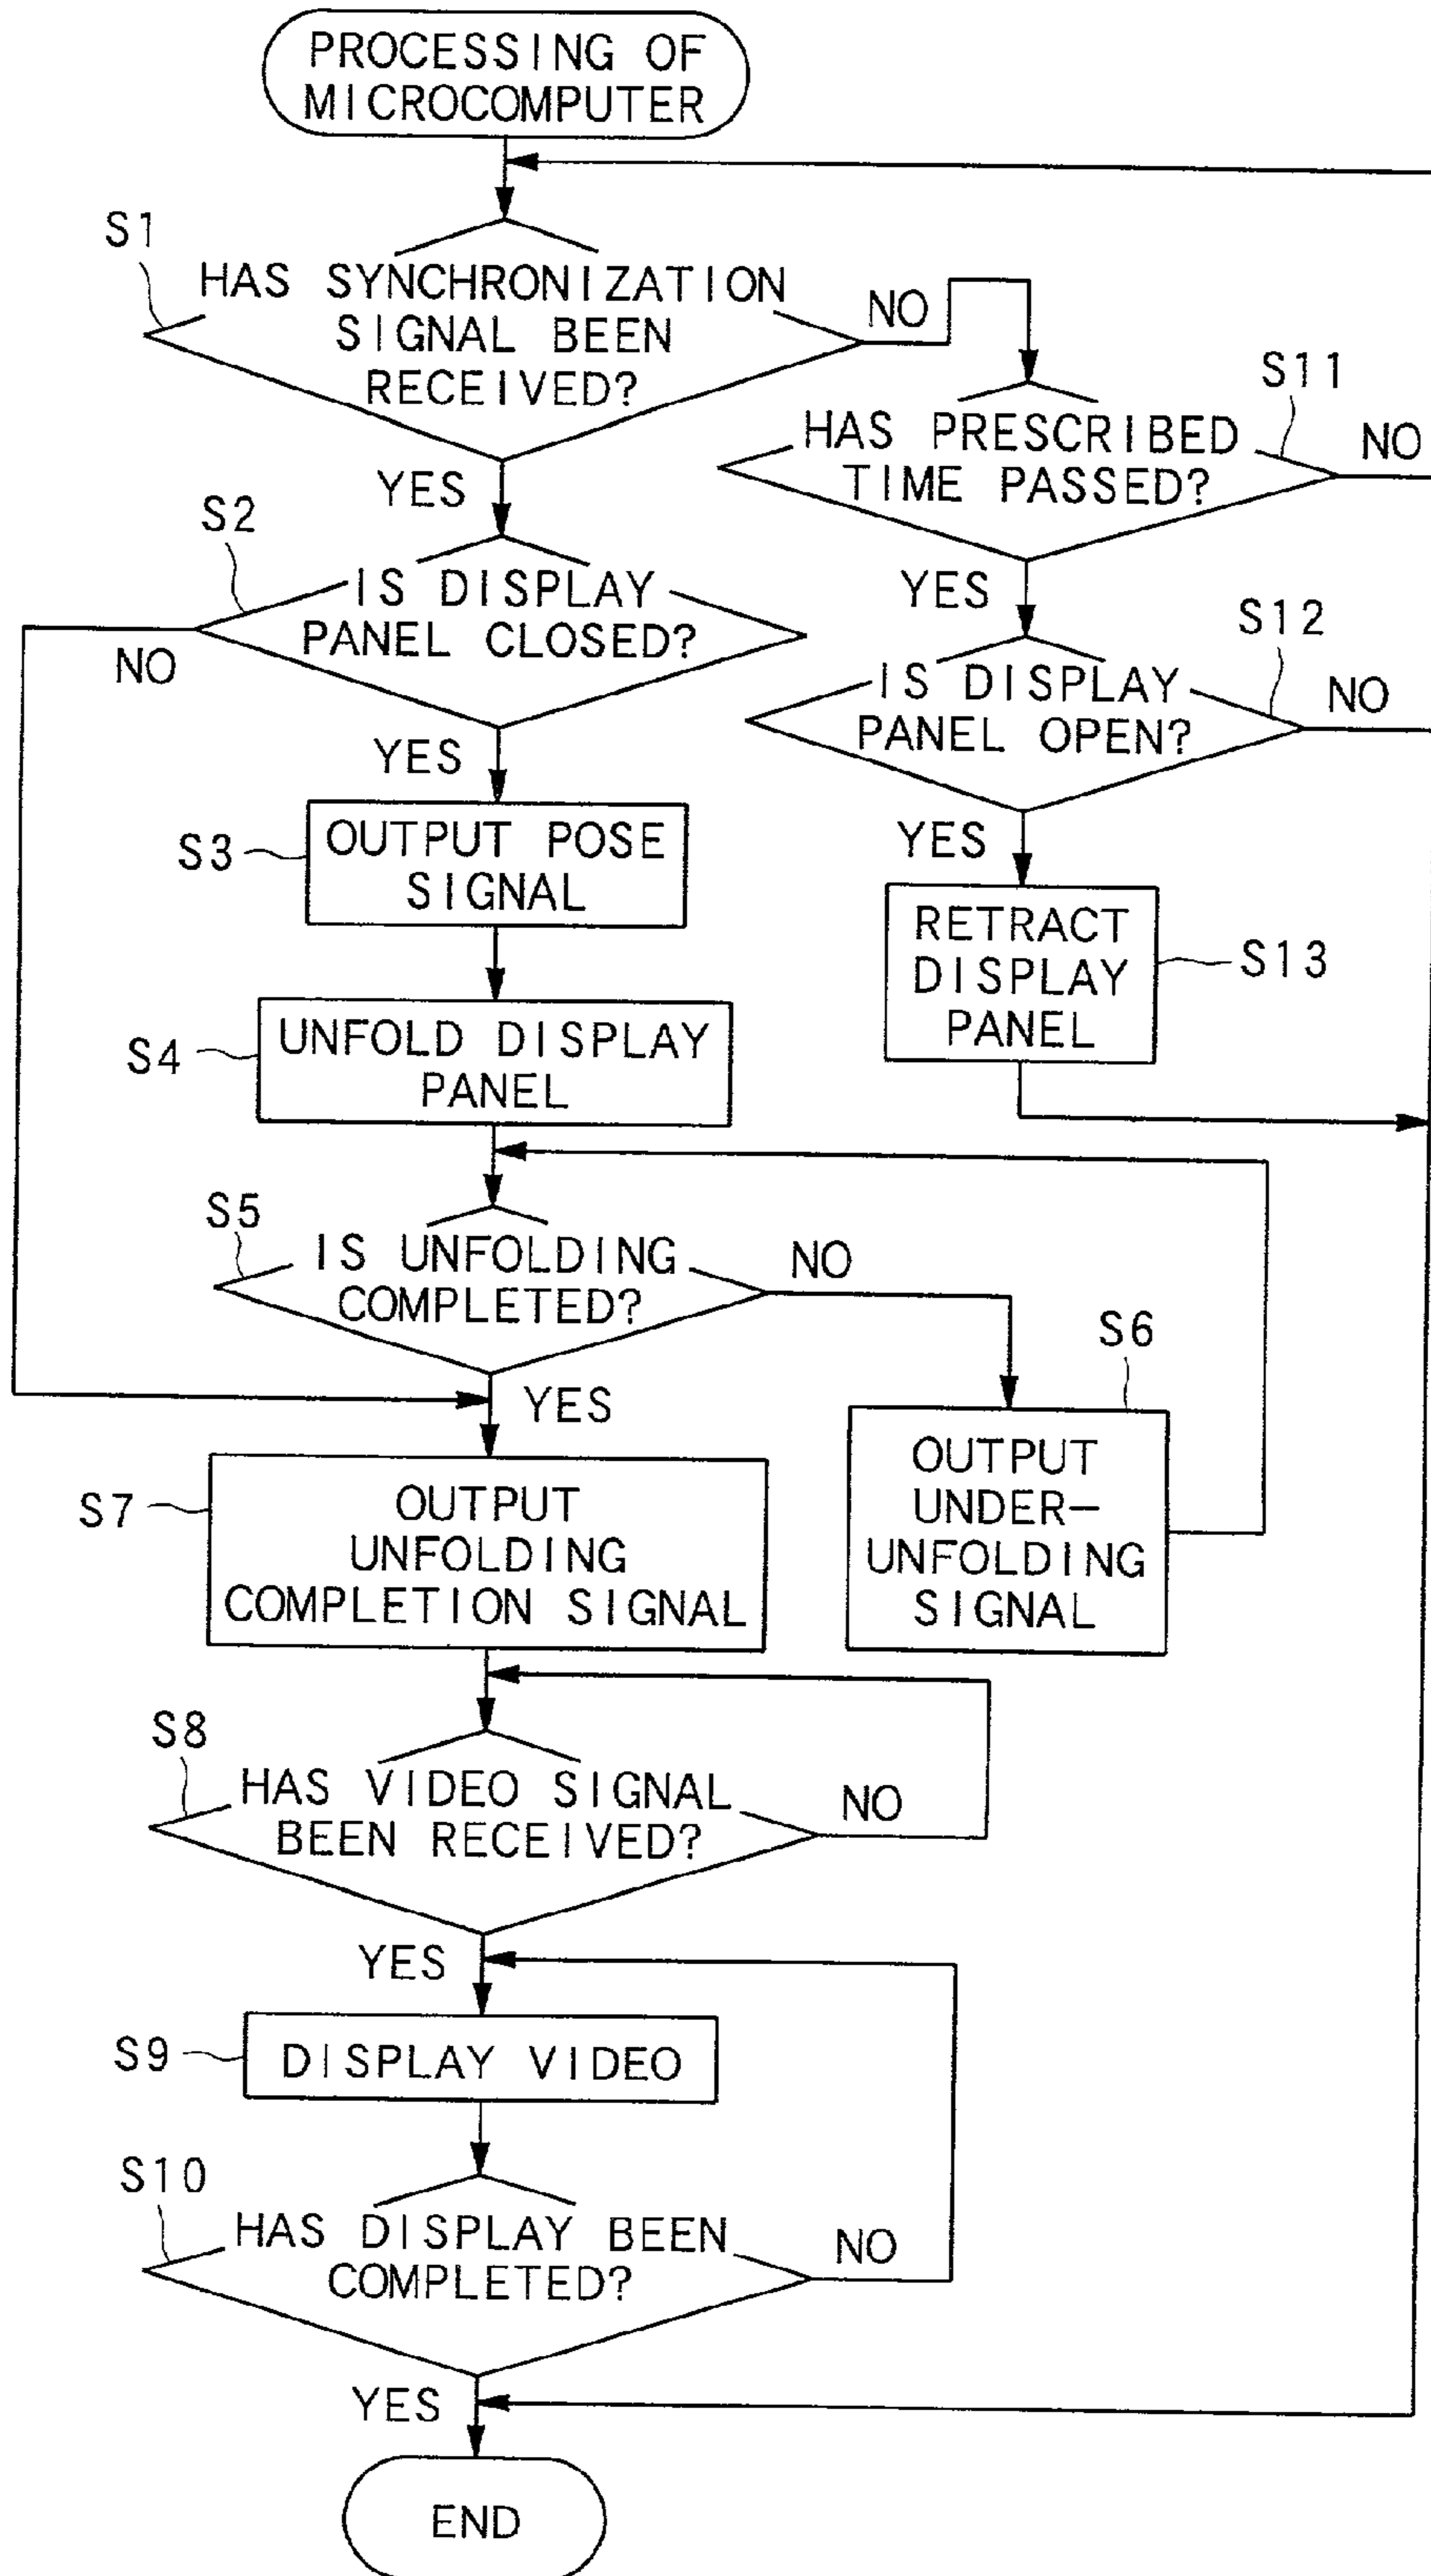 PROCESSING OF
MICROCOMPUTER
S1
HAS SYNCHRONIZATION
SIGNAL BEEN
RECEIVED?
NO
YES
S11
HAS PRESCRIBED
TIME PASSED?
NO
YES
S2
IS DISPLAY
PANEL CLOSED?
NO
YES
S12
IS DISPLAY
PANEL OPEN?
NO
YES
S3
OUTPUT POSE
SIGNAL
S13
RETRACT
DISPLAY
PANEL
S4
UNFOLD DISPLAY
PANEL
S5
IS UNFOLDING
COMPLETED?
NO
YES
S6
OUTPUT
UNDER-
UNFOLDING
SIGNAL
S7
OUTPUT
UNFOLDING
COMPLETION SIGNAL
S8
HAS VIDEO SIGNAL
BEEN RECEIVED?
NO
YES
S9
DISPLAY VIDEO
S10
HAS DISPLAY BEEN
COMPLETED?
NO
YES
END